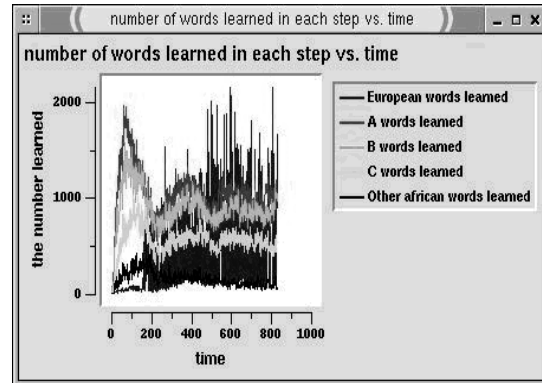 number of words learned in each step vs. time
number of words learned in each step vs. time
the number learned
2000
1000
0
0 200 400 600 800 1000
time
European words learned
A words learned
B words learned
C words learned
Other african words learned